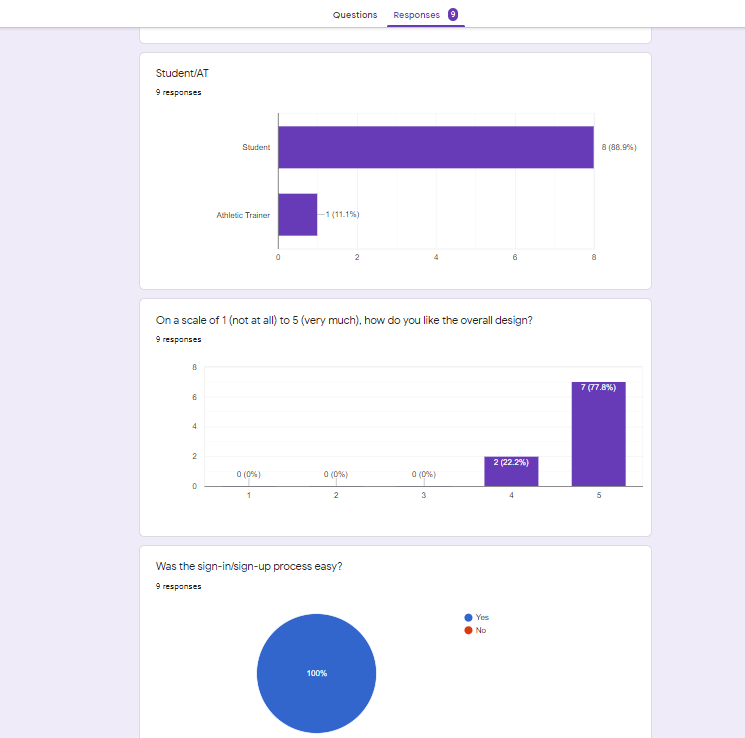 Questions Responses 9
Student/AT
9 responses
Student
8 (88.9%)
Athletic Trainer
1 (11.1%)
0 2 4 6 8
On a scale of 1 (not at all) to 5 (very much), how do you like the overall design?
9 responses
8
6
4
2
0
0 (0%) 0 (0%) 0 (0%) 2 (22.2%) 7 (77.8%)
1 2 3 4 5
Was the sign-in/sign-up process easy?
9 responses
Yes
No
100%